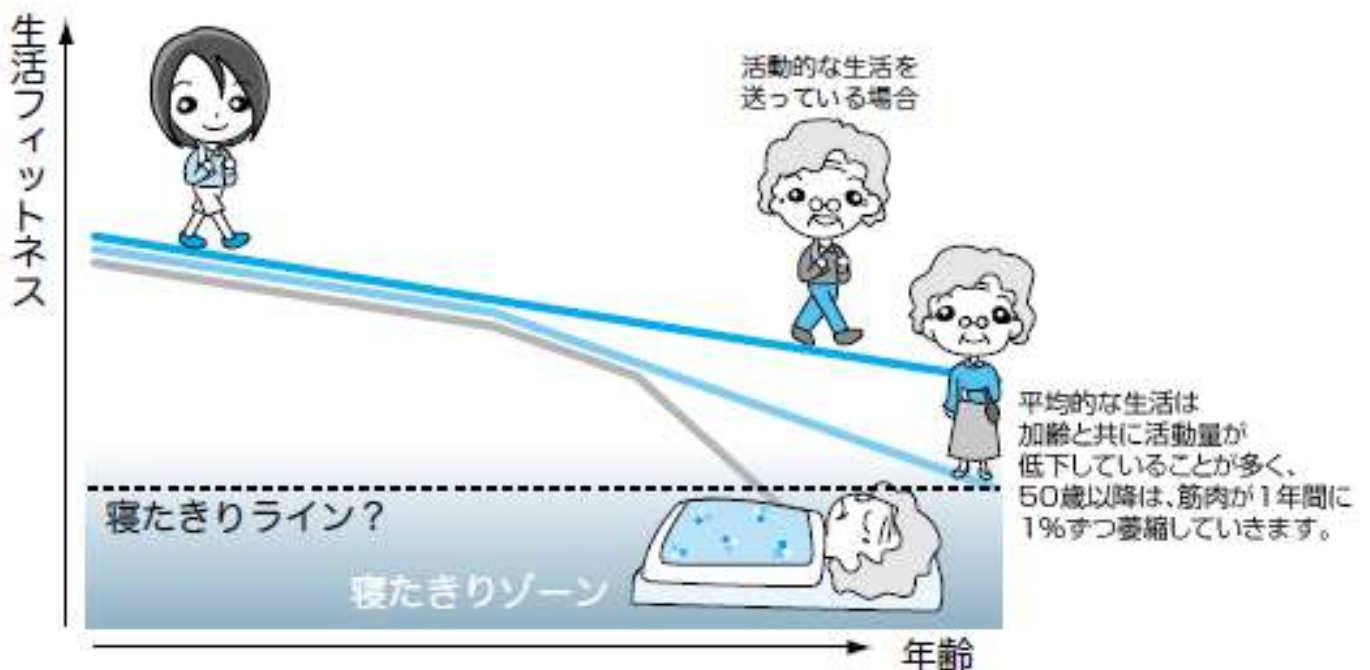 生活フィットネス
活動的な生活を
送っている場合
平均的な生活は
加齢と共に活動量が
低下していることが多く、
50歳以降は、筋肉が1年間に
1%ずつ萎縮していきます。
寝たきりライン?
寝たきりゾーン
年齢